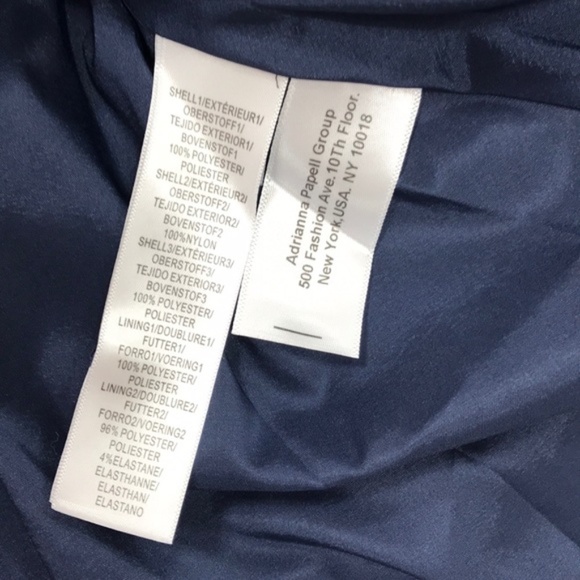 SHELL1/EXTÉRIEUR1/
OBERSTOFF1/
TEJIDO EXTERIOR1/
BOVENSTOF1
100% POLYESTER/
POLIESTER
SHELL2/EXTÉRIEUR2/
OBERSTOFF2/
TEJIDO EXTERIOR2/
BOVENSTOF2
100%NYLON
SHELL3/EXTÉRIEUR3/
OBERSTOFF3/
TEJIDO EXTERIOR3/
BOVENSTOF3
100% POLYESTER/
POLIESTER
LINING1/DOUBLURE1/
FUTTER1/
FORRO1/VOERING1
100% POLYESTER/
POLIESTER
LINING2/DOUBLURE2/
FUTTER2/
FORRO2/VOERING2
96% POLYESTER/
POLIESTER
4%ELASTANE/
ELASTHANNE/
ELASTHAN/
ELASTANO
Adrianna Papell Group
500 Fashion Ave.10Th Floor.
New York.USA. NY 10018